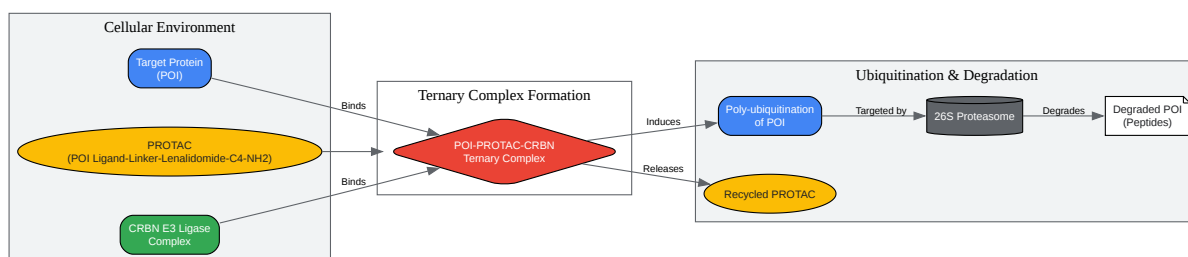 Cellular Environment
Target Protein
(POI)
PROTAC
(POI Ligand-Linker-Lenalidomide-C4-NH2)
CRBN E3 Ligase
Complex
Binds
Binds
Ternary Complex Formation
POI-PROTAC-CRBN
Ternary Complex
Induces
Releases
Ubiquitination & Degradation
Poly-ubiquitination
of POI
Targeted by
26S Proteasome
Degrades
Degraded POI
(Peptides)
Recycled PROTAC